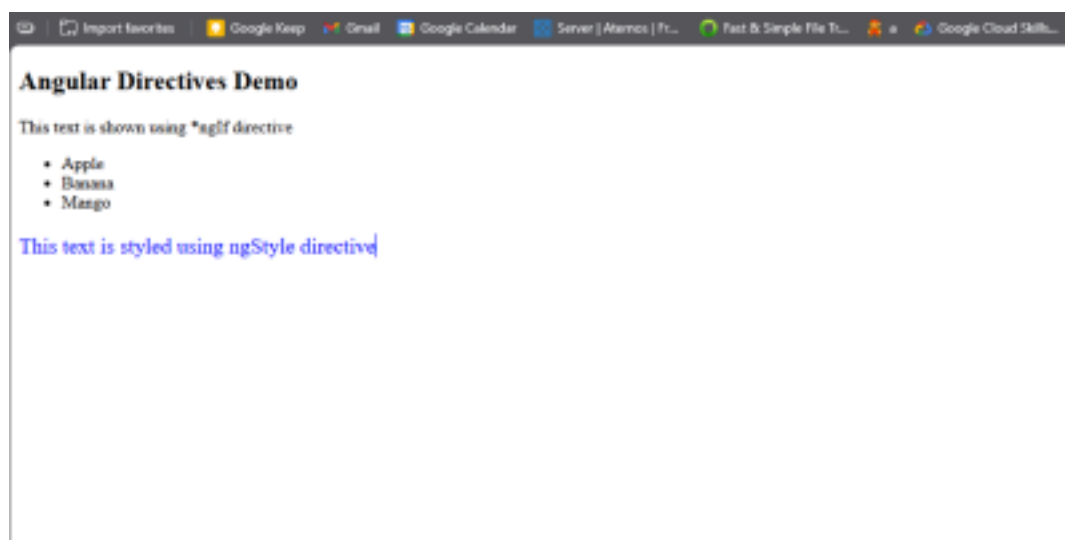 Import favorites Google Keep Gmail Google Calendar Server | Aternos | Fr... Fast & Simple File Tr... a Google Cloud Skills...
Angular Directives Demo
This text is shown using *ngIf directive
• Apple
• Banana
• Mango
This text is styled using ngStyle directive